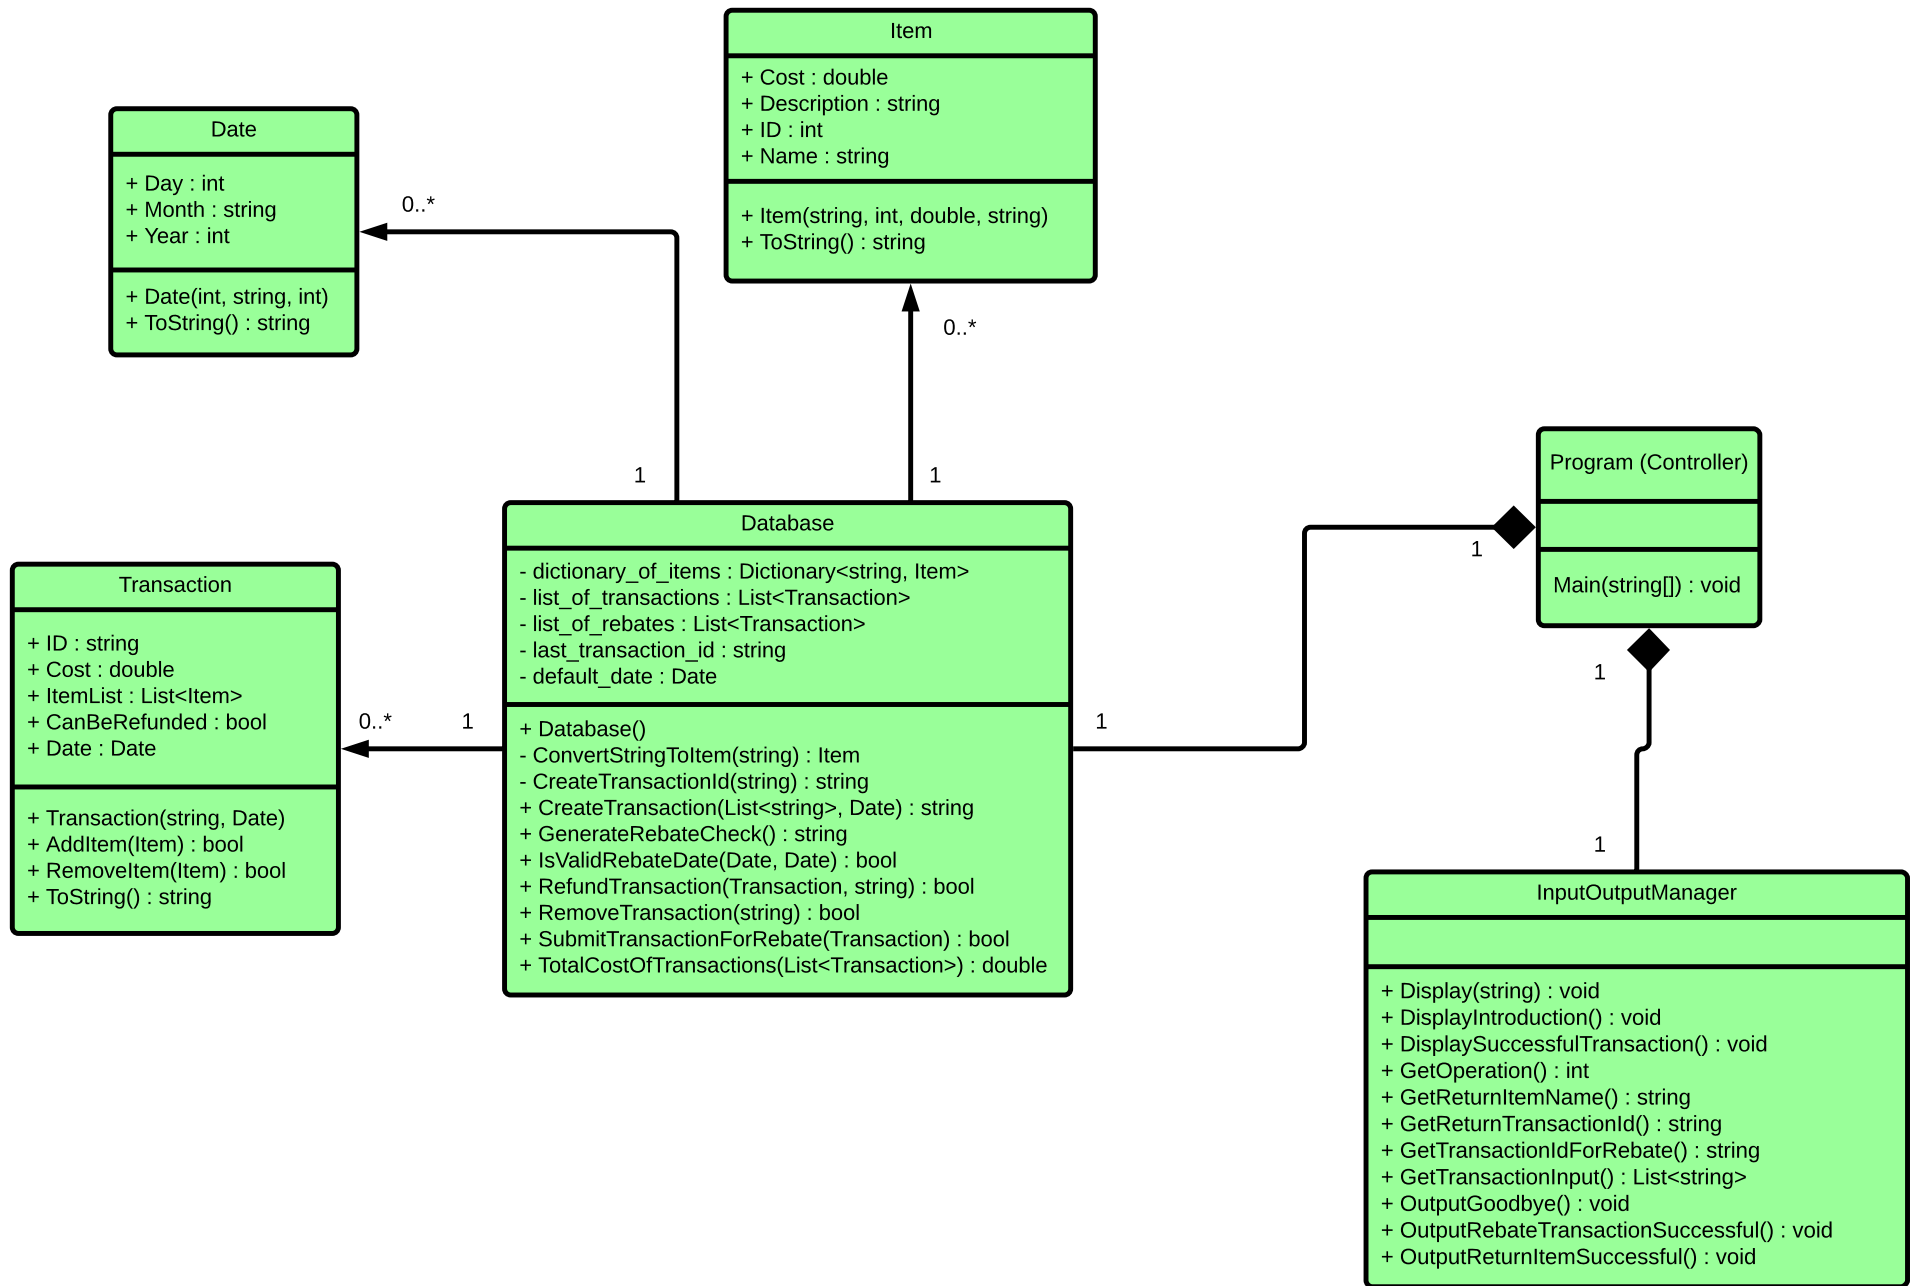 Item
+ Cost : double
+ Description : string
+ ID : int
+ Name : string
+ Item(string, int, double, string)
+ ToString() : string
Date
+ Day : int
+ Month : string
+ Year : int
+ Date(int, string, int)
+ ToString() : string
0..*
0..*
1
1
Program (Controller)
Main(string[]) : void
1
1
Database
- dictionary_of_items : Dictionary<string, Item>
- list_of_transactions : List<Transaction>
- list_of_rebates : List<Transaction>
- last_transaction_id : string
- default_date : Date
+ Database()
- ConvertStringToItem(string) : Item
- CreateTransactionId(string) : string
+ CreateTransaction(List<string>, Date) : string
+ GenerateRebateCheck() : string
+ IsValidRebateDate(Date, Date) : bool
+ RefundTransaction(Transaction, string) : bool
+ RemoveTransaction(string) : bool
+ SubmitTransactionForRebate(Transaction) : bool
+ TotalCostOfTransactions(List<Transaction>) : double
Transaction
+ ID : string
+ Cost : double
+ ItemList : List<Item>
+ CanBeRefunded : bool
+ Date : Date
+ Transaction(string, Date)
+ AddItem(Item) : bool
+ RemoveItem(Item) : bool
+ ToString() : string
0..*
1
1
1
InputOutputManager
+ Display(string) : void
+ DisplayIntroduction() : void
+ DisplaySuccessfulTransaction() : void
+ GetOperation() : int
+ GetReturnItemName() : string
+ GetReturnTransactionId() : string
+ GetTransactionIdForRebate() : string
+ GetTransactionInput() : List<string>
+ OutputGoodbye() : void
+ OutputRebateTransactionSuccessful() : void
+ OutputReturnItemSuccessful() : void